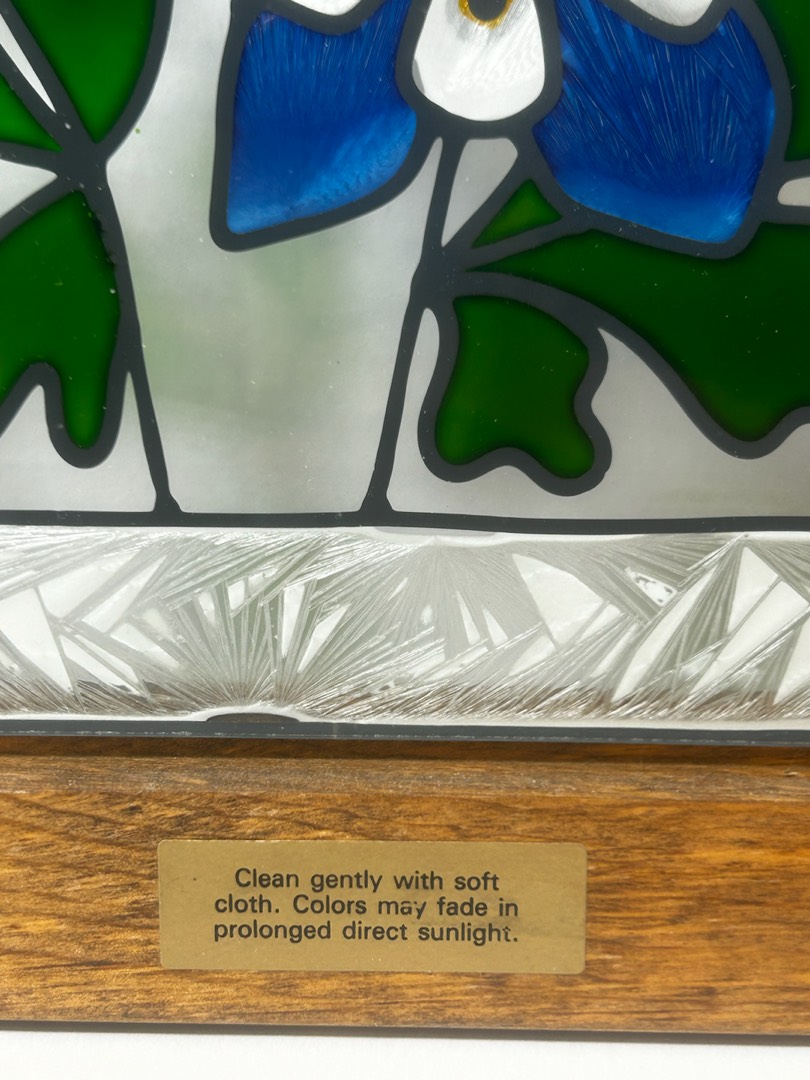 Clean gently with soft
cloth. Colors may fade in
prolonged direct sunlight.